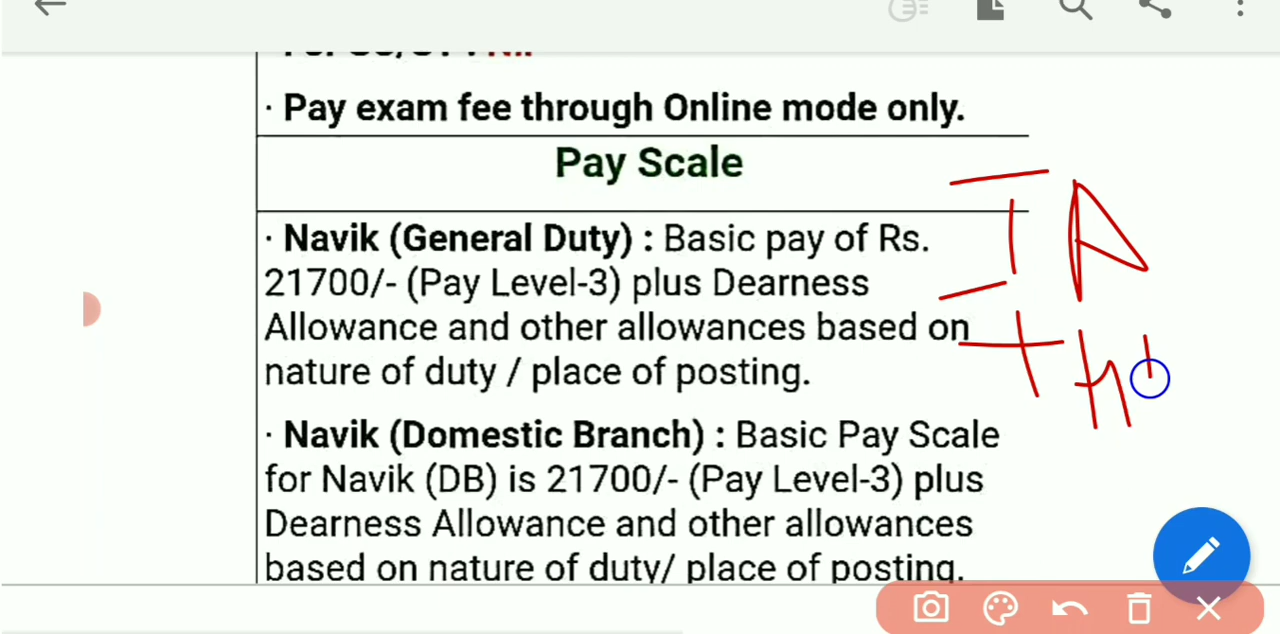 · Pay exam fee through Online mode only.
Pay Scale
· Navik (General Duty) : Basic pay of Rs.
21700/- (Pay Level-3) plus Dearness
Allowance and other allowances based on
nature of duty / place of posting.
· Navik (Domestic Branch) : Basic Pay Scale
for Navik (DB) is 21700/- (Pay Level-3) plus
Dearness Allowance and other allowances
based on nature of duty/ place of posting.